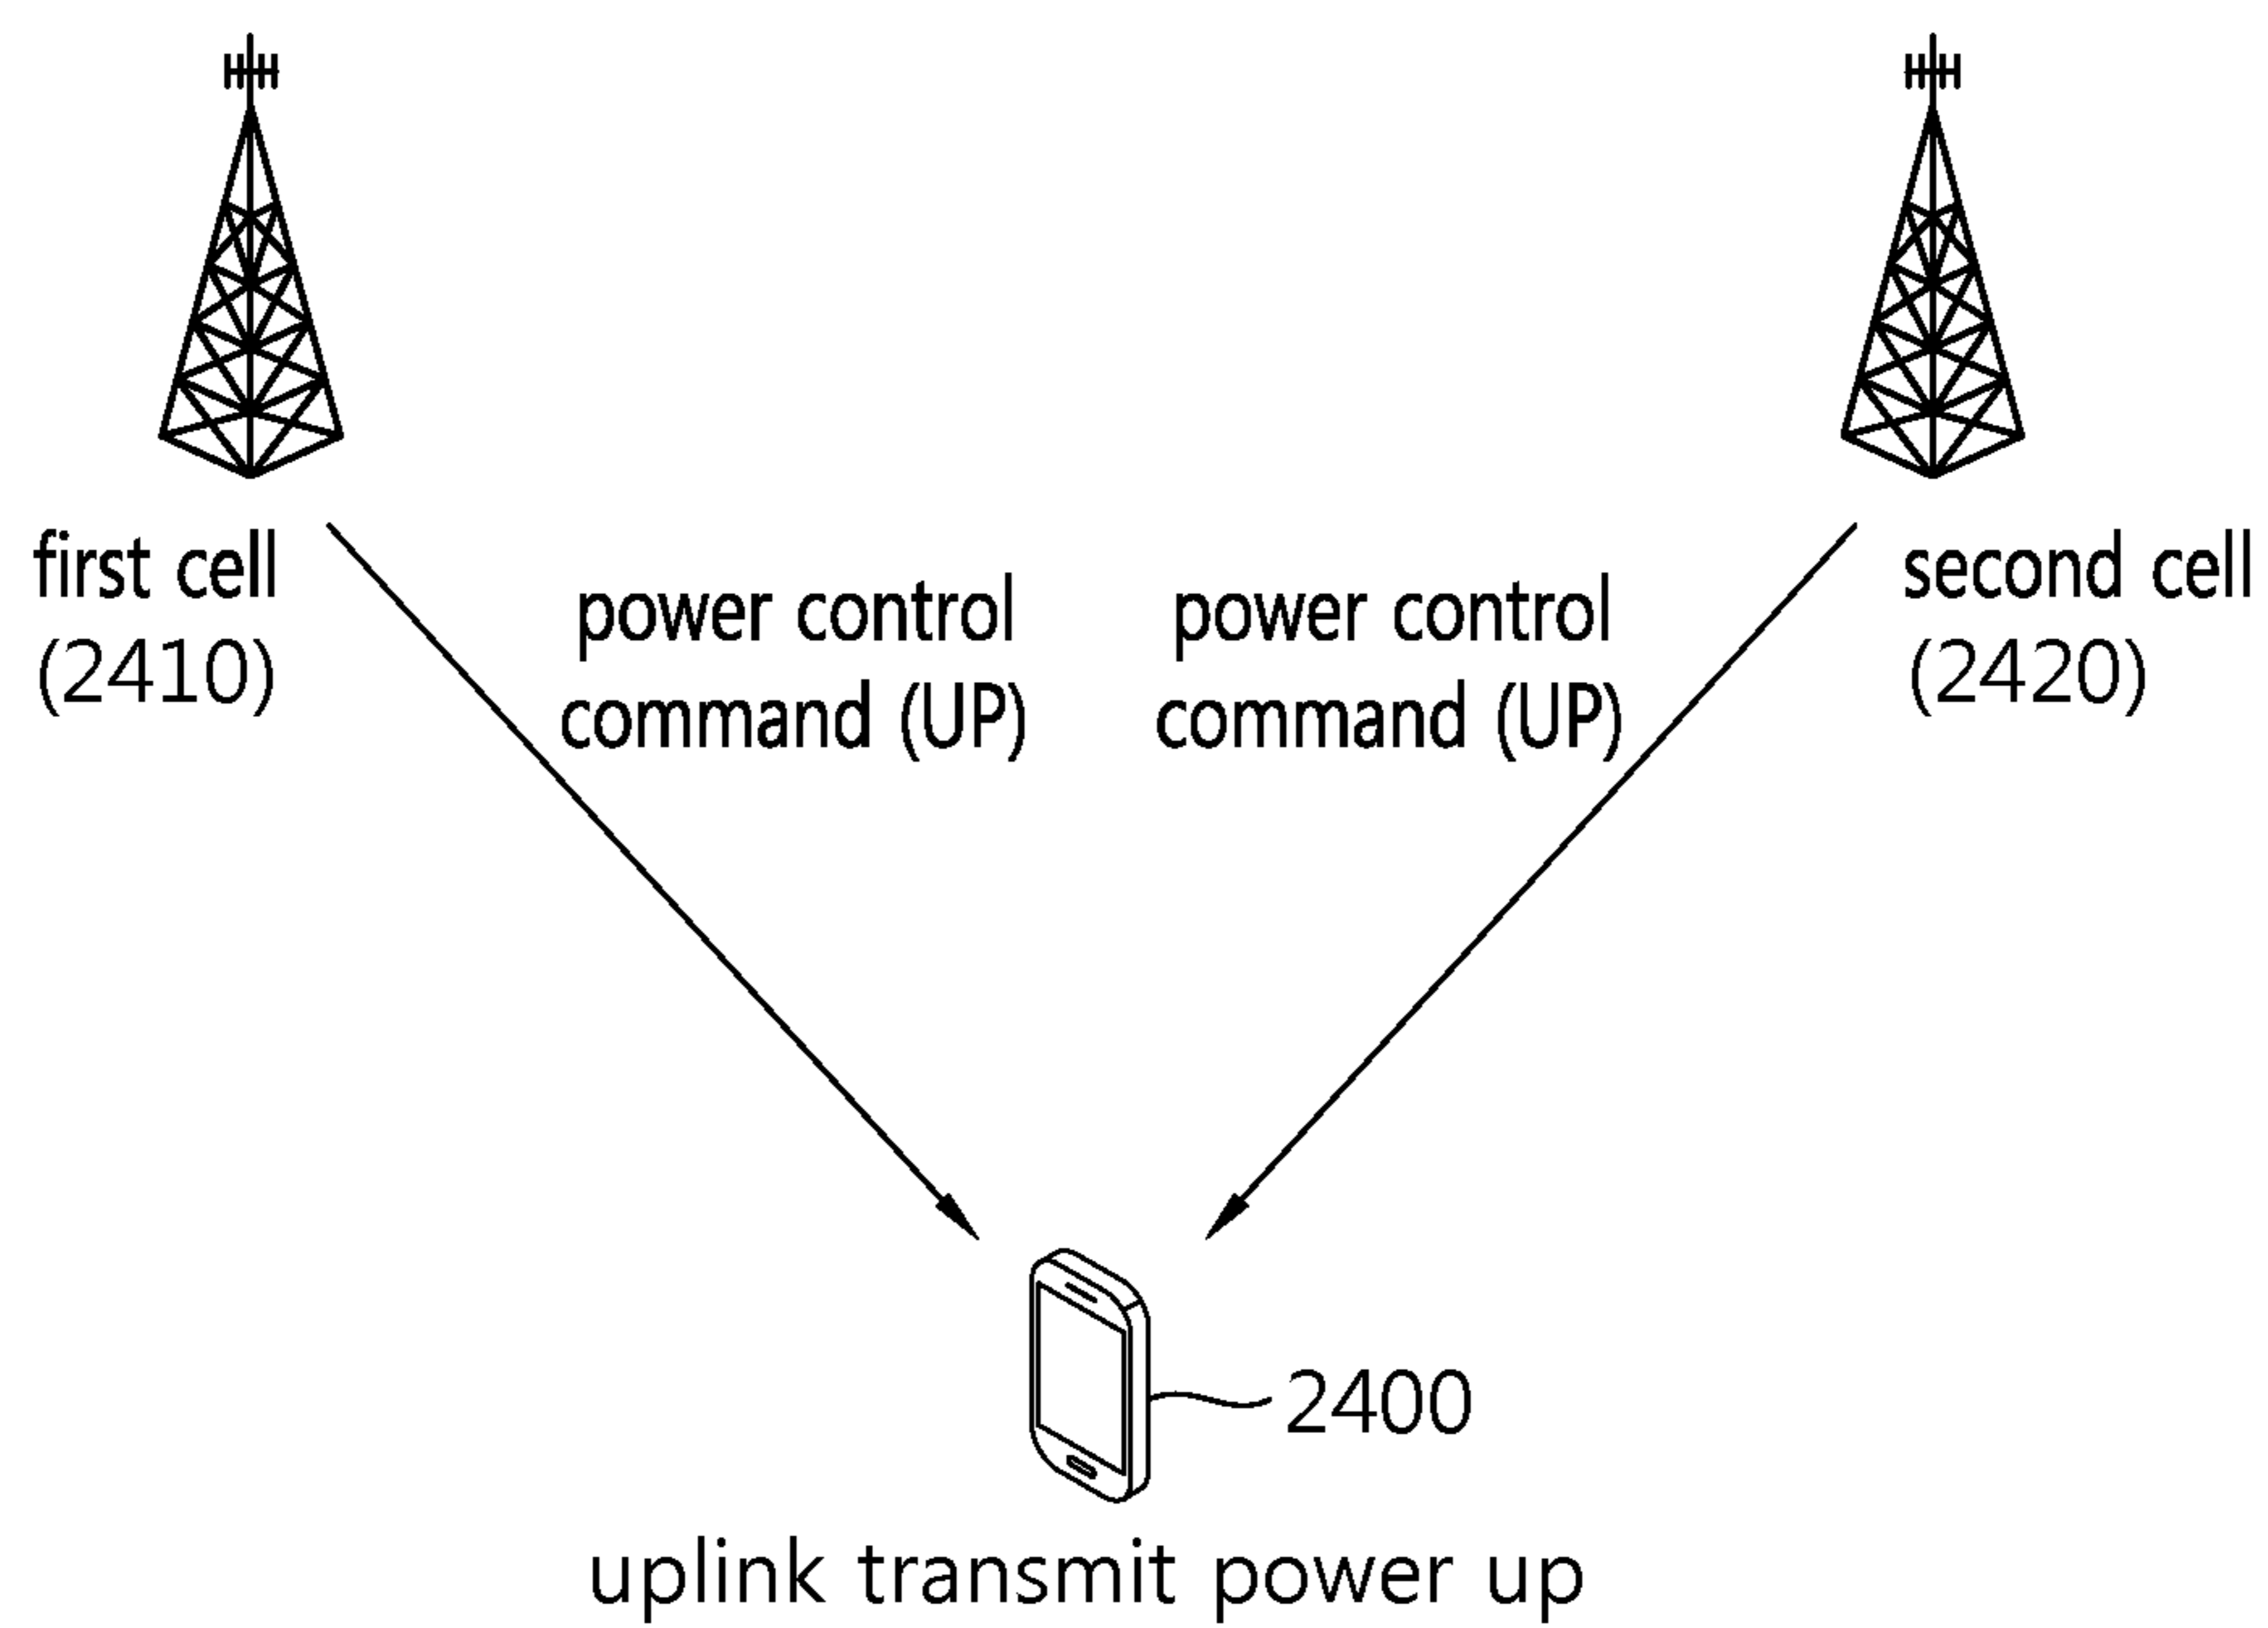 first cell
(2410)
power control
command (UP)
power control
command (UP)
second cell
(2420)
2400
uplink transmit power up